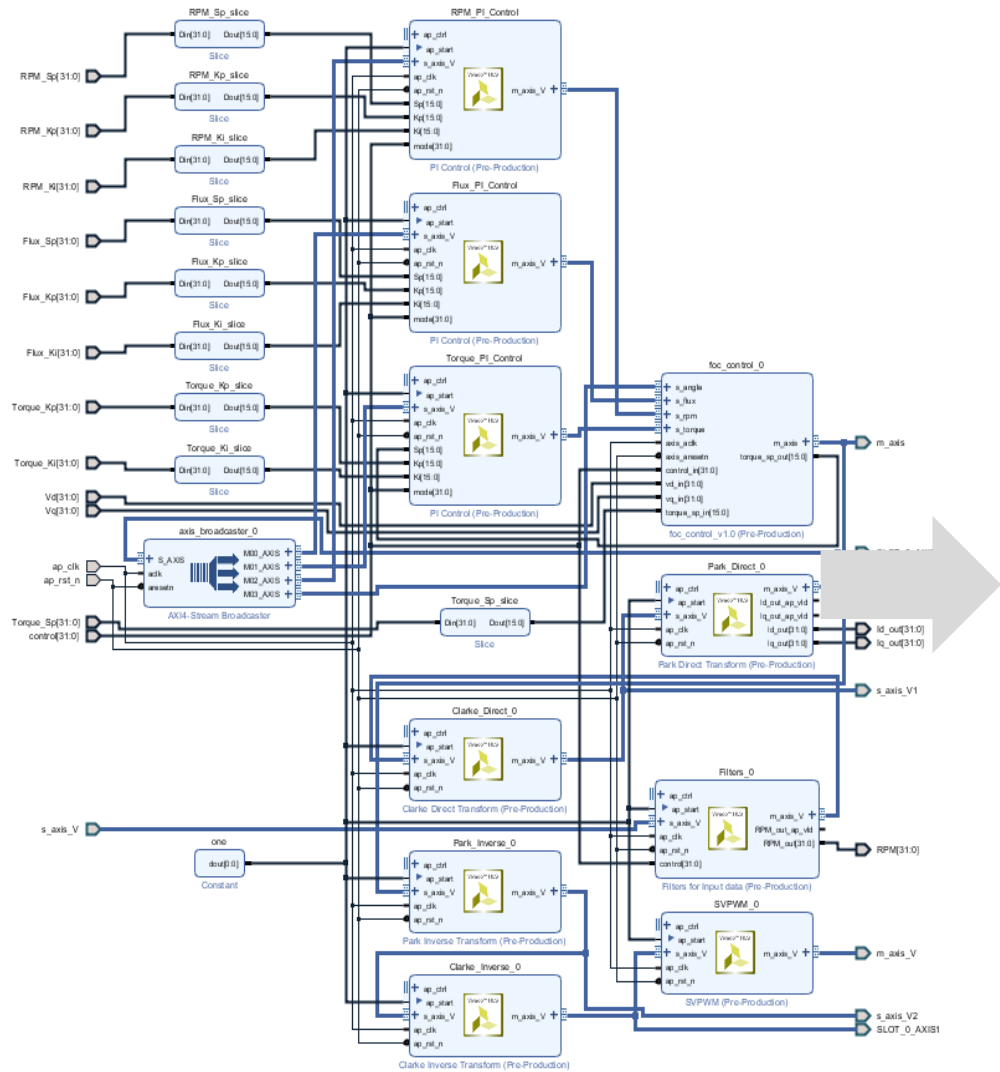 RPM_Sp_slice
Din[31:0] Dout[15:0]
Slice
RPM_Sp[31:0]
RPM_Kp_slice
Din[31:0] Dout[15:0]
Slice
RPM_Kp[31:0]
RPM_Ki_slice
Din[31:0] Dout[15:0]
Slice
RPM_Ki[31:0]
Flux_Sp_slice
Din[31:0] Dout[15:0]
Slice
Flux_Sp[31:0]
Flux_Kp_slice
Din[31:0] Dout[15:0]
Slice
Flux_Kp[31:0]
Flux_Ki_slice
Din[31:0] Dout[15:0]
Slice
Flux_Ki[31:0]
Torque_Kp_slice
Din[31:0] Dout[15:0]
Slice
Torque_Kp[31:0]
Torque_Ki_slice
Din[31:0] Dout[15:0]
Slice
Torque_Ki[31:0]
Vd[31:0]
Vq[31:0]
axis_broadcaster_0
S_AXIS
aclk
aresetn
M00_AXIS
M01_AXIS
M02_AXIS
M03_AXIS
AXI4-Stream Broadcaster
ap_clk
ap_rst_n
Torque_Sp[31:0]
control[31:0]
s_axis_V
one
dout[0:0]
Constant
RPM_PI_Control
ap_ctrl
ap_start
s_axis_V
ap_clk
ap_rst_n
Sp[15:0]
Kp[15:0]
Ki[15:0]
mode[31:0]
m_axis_V
PI Control (Pre-Production)
Flux_PI_Control
ap_ctrl
ap_start
s_axis_V
ap_clk
ap_rst_n
Sp[15:0]
Kp[15:0]
Ki[15:0]
mode[31:0]
m_axis_V
PI Control (Pre-Production)
Torque_PI_Control
ap_ctrl
ap_start
s_axis_V
ap_clk
ap_rst_n
Sp[15:0]
Kp[15:0]
Ki[15:0]
mode[31:0]
m_axis_V
PI Control (Pre-Production)
Torque_Sp_slice
Din[31:0] Dout[15:0]
Slice
Clarke_Direct_0
ap_ctrl
ap_start
s_axis_V
ap_clk
ap_rst_n
m_axis_V
Clarke Direct Transform (Pre-Production)
Park_Inverse_0
ap_ctrl
ap_start
s_axis_V
ap_clk
ap_rst_n
m_axis_V
Park Inverse Transform (Pre-Production)
Clarke_Inverse_0
ap_ctrl
ap_start
s_axis_V
ap_clk
ap_rst_n
m_axis_V
Clarke Inverse Transform (Pre-Production)
foc_control_0
s_angle
s_flux
s_rpm
s_torque
axis_aclk
axis_aresetn
control_in[31:0]
vd_in[31:0]
vq_in[31:0]
torque_sp_in[15:0]
m_axis
torque_sp_out[15:0]
foc_control_v1.0 (Pre-Production)
m_axis
Park_Direct_0
ap_ctrl
ap_start
s_axis_V
ap_clk
ap_rst_n
m_axis_V
Id_out_ap_vld
Iq_out_ap_vld
Id_out[31:0]
Iq_out[31:0]
Park Direct Transform (Pre-Production)
Id_out[31:0]
Iq_out[31:0]
s_axis_V1
Filters_0
ap_ctrl
ap_start
s_axis_V
ap_clk
ap_rst_n
control[31:0]
m_axis_V
RPM_out_ap_vld
RPM_out[31:0]
Filters for Input data (Pre-Production)
RPM[31:0]
SVPWM_0
ap_ctrl
ap_start
s_axis_V
ap_clk
ap_rst_n
m_axis_V
SVPWM (Pre-Production)
m_axis_V
s_axis_V2
SLOT_0_AXIS1